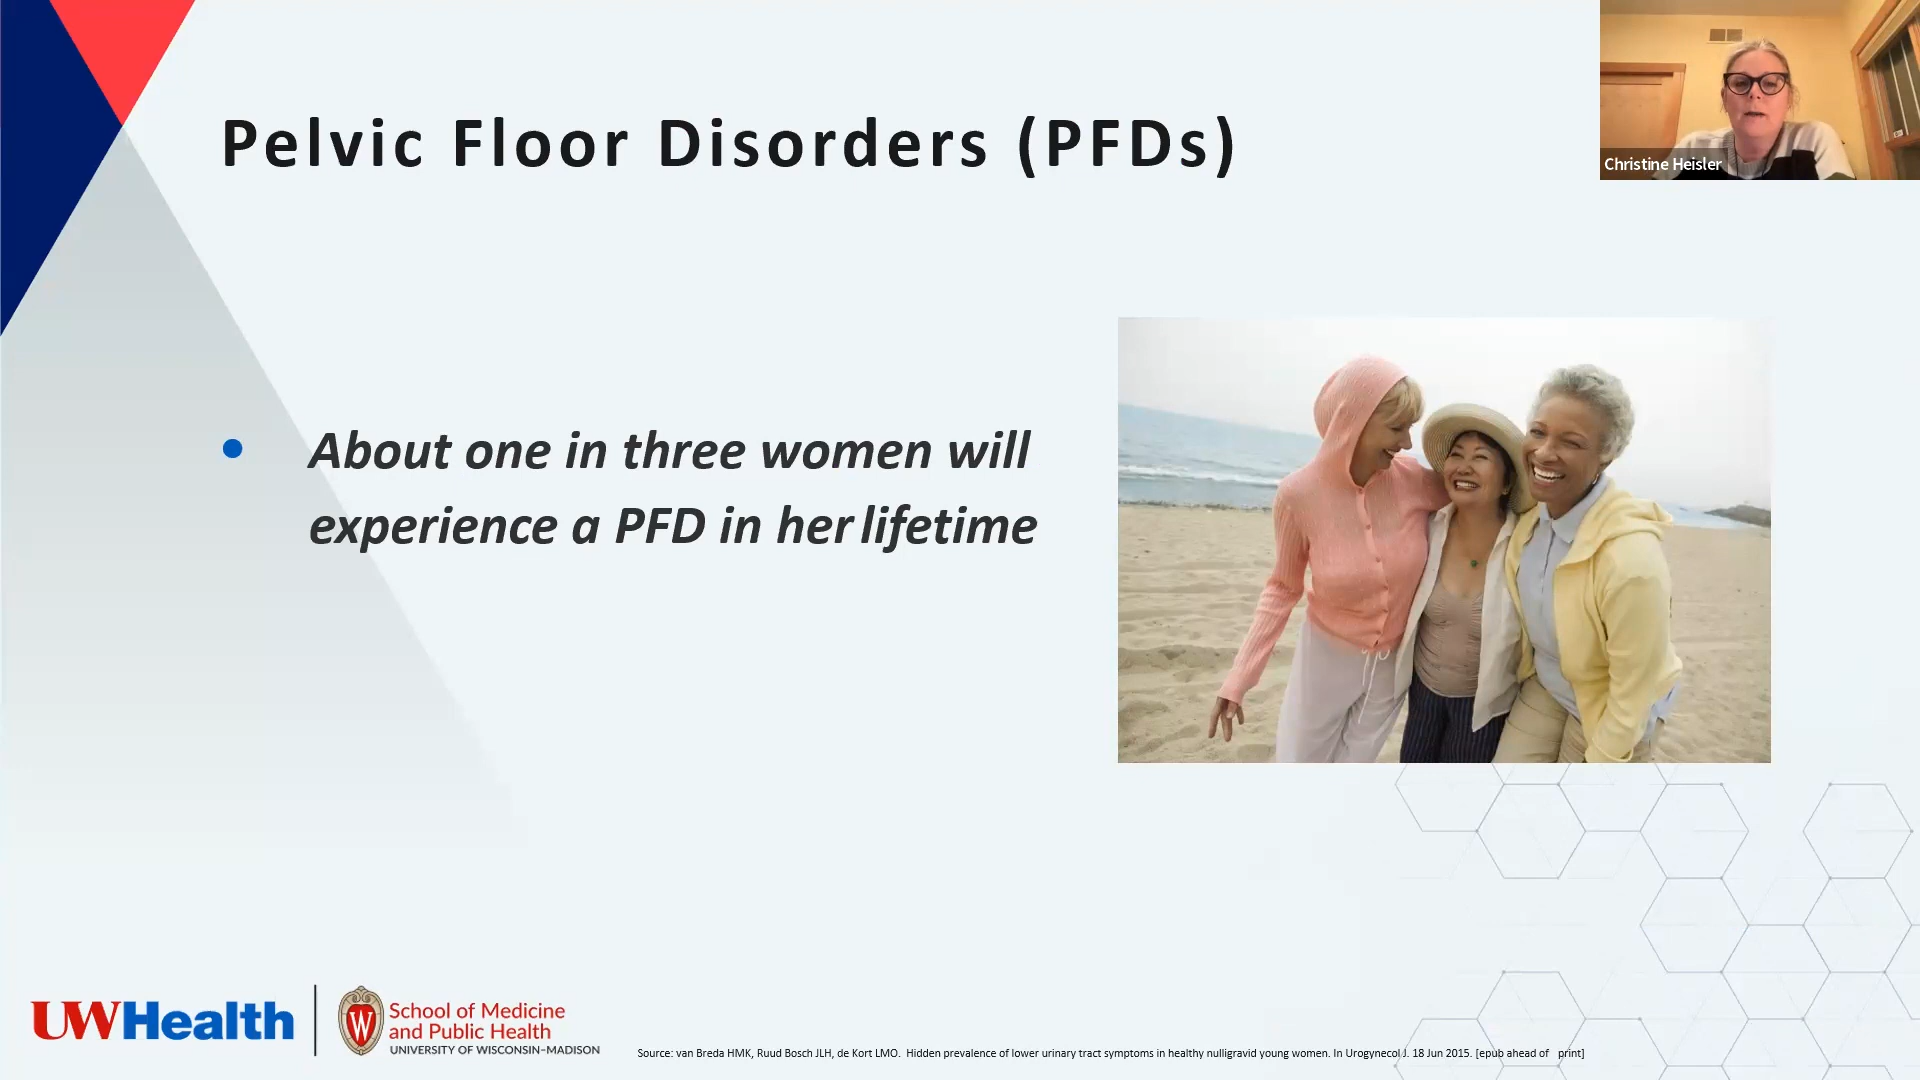 Pelvic Floor Disorders (PFDs)
Christine Heisler
• About one in three women will
experience a PFD in her lifetime
UWHealth
W
School of Medicine
and Public Health
UNIVERSITY OF WISCONSIN–MADISON
Source: van Breda HMK, Ruud Bosch JLH, de Kort LMO. Hidden prevalence of lower urinary tract symptoms in healthy nulligravid young women. In Urogynecol J. 18 Jun 2015. [epub ahead of print]